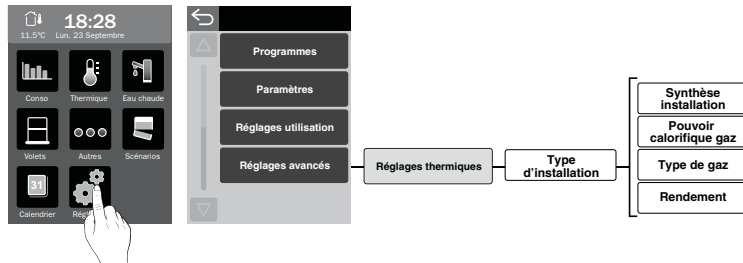 18:28
11.5°C Lun. 23 Septembre
Conso Thermique Eau chaude
Volets Autres Scénarios
31
Calendrier
Programmes
Paramètres
Réglages utilisation
Réglages avancés
Réglages thermiques
Type
d'installation
Synthèse
installation
Pouvoir
calorifique gaz
Type de gaz
Rendement